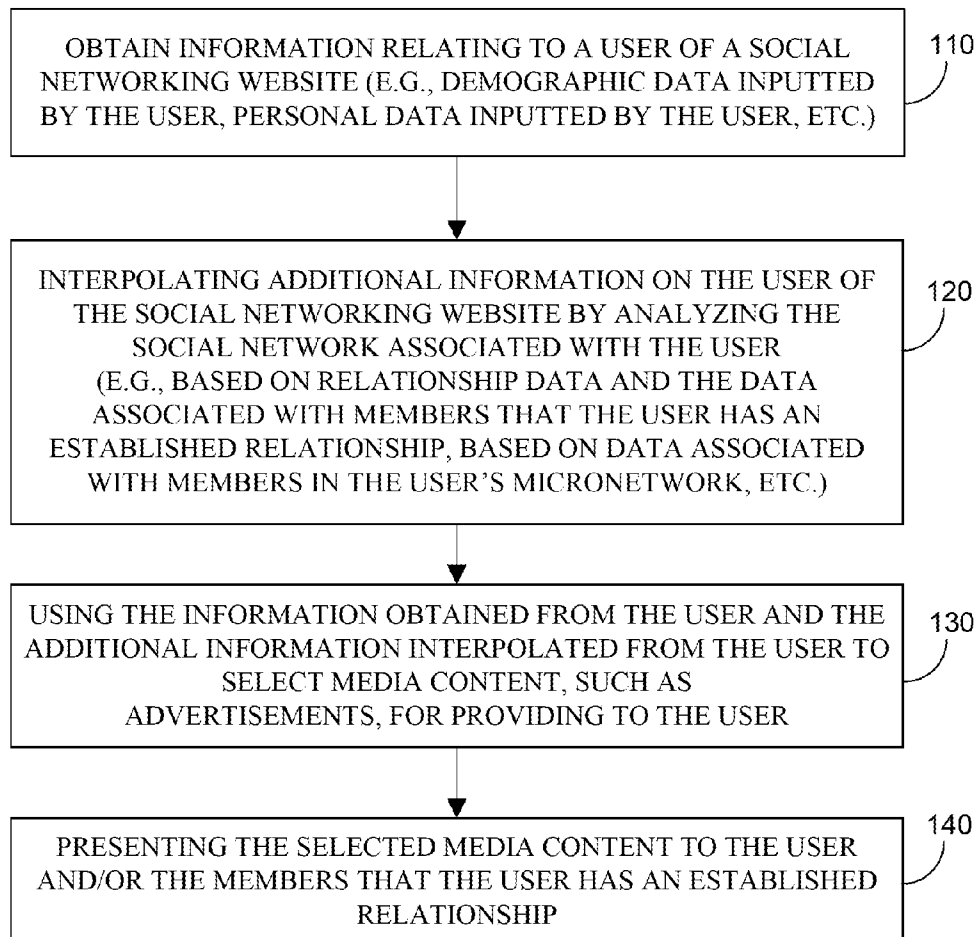 OBTAIN INFORMATION RELATING TO A USER OF A SOCIAL
NETWORKING WEBSITE (E.G., DEMOGRAPHIC DATA INPUTTED
BY THE USER, PERSONAL DATA INPUTTED BY THE USER, ETC.)
110
INTERPOLATING ADDITIONAL INFORMATION ON THE USER OF
THE SOCIAL NETWORKING WEBSITE BY ANALYZING THE
SOCIAL NETWORK ASSOCIATED WITH THE USER
(E.G., BASED ON RELATIONSHIP DATA AND THE DATA
ASSOCIATED WITH MEMBERS THAT THE USER HAS AN
ESTABLISHED RELATIONSHIP, BASED ON DATA ASSOCIATED
WITH MEMBERS IN THE USER'S MICRONETWORK, ETC.)
120
USING THE INFORMATION OBTAINED FROM THE USER AND THE
ADDITIONAL INFORMATION INTERPOLATED FROM THE USER TO
SELECT MEDIA CONTENT, SUCH AS
ADVERTISEMENTS, FOR PROVIDING TO THE USER
130
PRESENTING THE SELECTED MEDIA CONTENT TO THE USER
AND/OR THE MEMBERS THAT THE USER HAS AN ESTABLISHED
RELATIONSHIP
140